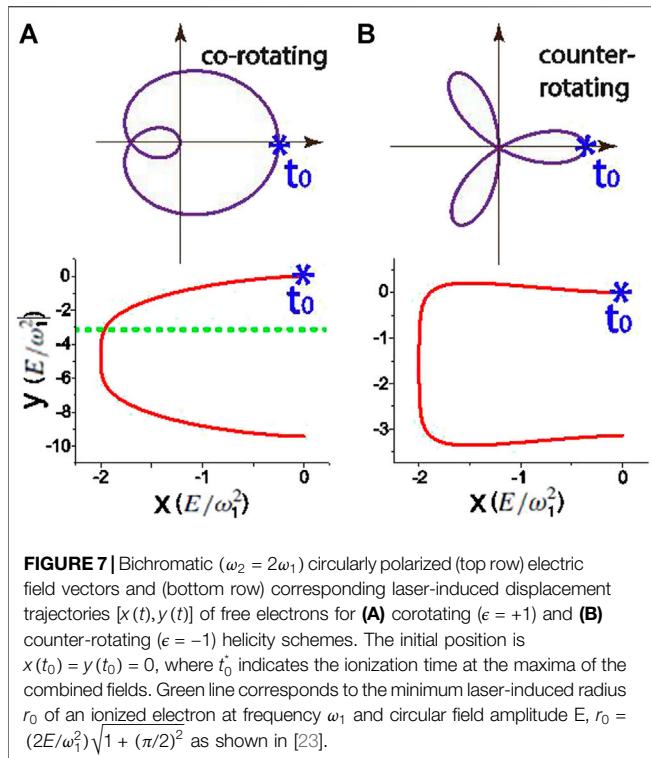 A
B
co-rotating
counter-
rotating
t0
t0
0
-2
-4
-6
-8
-10
y (E/ω₁²)
t0
-2
-1
0
X (E/ω₁²)
0
-1
-2
-3
t0
-2
-1
0
X (E/ω₁²)
FIGURE 7 | Bichromatic (ω₂ = 2ω₁) circularly polarized (top row) electric
field vectors and (bottom row) corresponding laser-induced displacement
trajectories [x(t), y(t)] of free electrons for (A) corotating (ϵ = +1) and (B)
counter-rotating (ϵ = −1) helicity schemes. The initial position is
x(t₀) = y(t₀) = 0, where t₀* indicates the ionization time at the maxima of the
combined fields. Green line corresponds to the minimum laser-induced radius
r₀ of an ionized electron at frequency ω₁ and circular field amplitude E, r₀ =
(2E/ω₁²)√1 + (π/2)² as shown in [23].